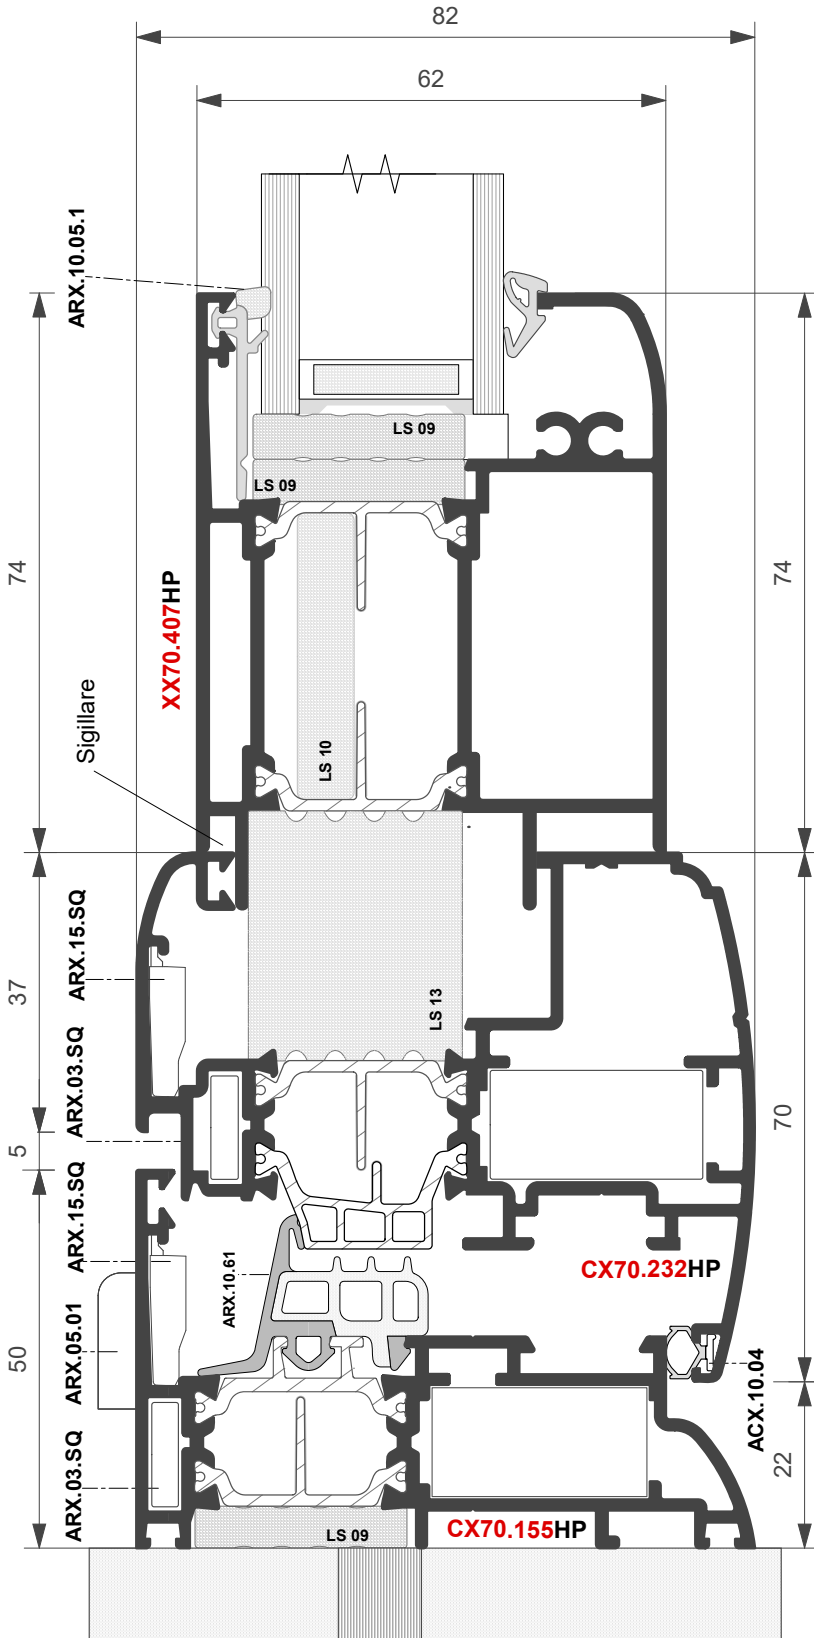 82
62
ARX.10.05.1
LS 09
LS 09
74
74
XX70.407HP
Sigillare
LS 10
ARX.15.SQ
37
LS 13
ARX.03.SQ
5
70
ARX.15.SQ
ARX.10.61
CX70.232HP
ARX.05.01
50
ACX.10.04
ARX.03.SQ
22
LS 09
CX70.155HP